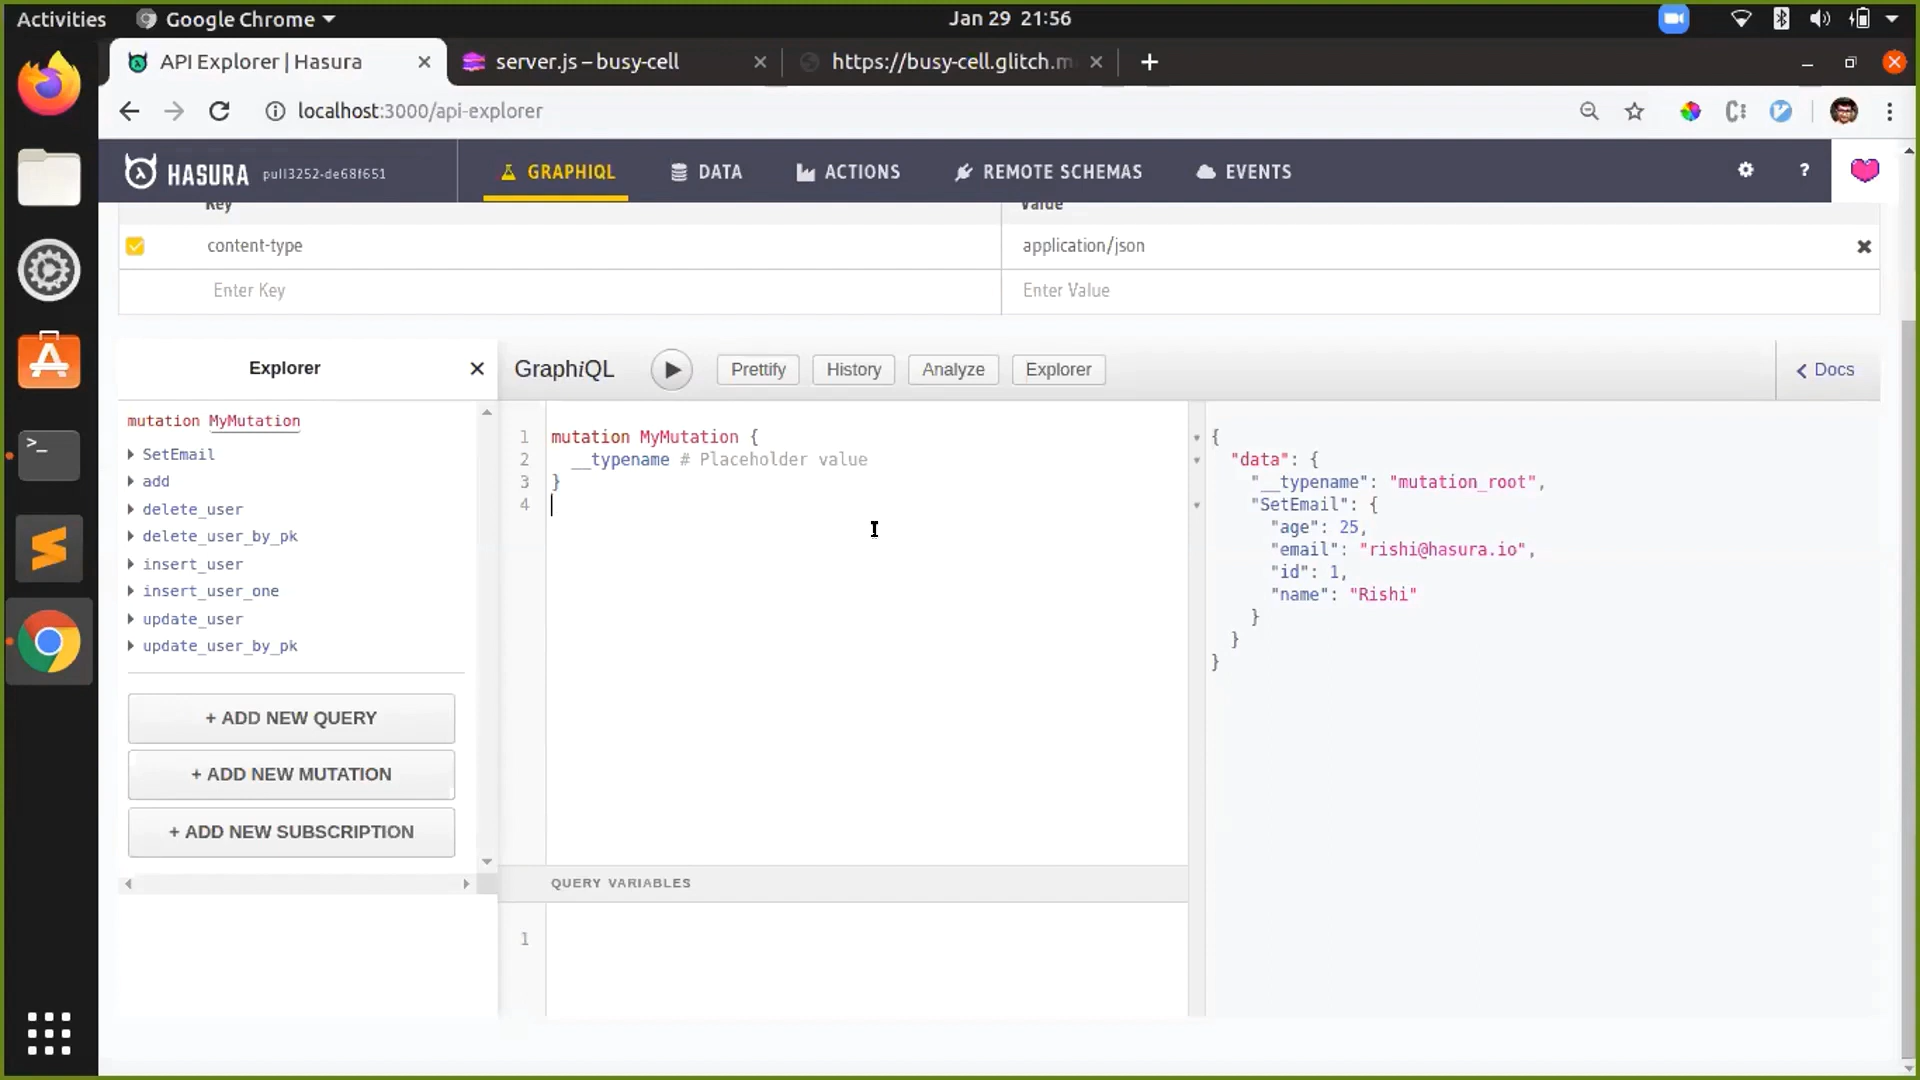 Activities
Google Chrome
Jan 29 21:56
API Explorer | Hasura
server.js – busy-cell
https://busy-cell.glitch.m
localhost:3000/api-explorer
HASURA
pull3252-de68f651
GRAPHIQL
DATA
ACTIONS
REMOTE SCHEMAS
EVENTS
?
Key
Value
content-type
application/json
Enter Key
Enter Value
Explorer
GraphiQL
Prettify
History
Analyze
Explorer
Docs
mutation MyMutation
SetEmail
add
delete_user
delete_user_by_pk
insert_user
insert_user_one
update_user
update_user_by_pk
+ ADD NEW QUERY
+ ADD NEW MUTATION
+ ADD NEW SUBSCRIPTION
1 mutation MyMutation {
2 __typename # Placeholder value
3 }
4
QUERY VARIABLES
1
{
"data": {
"__typename": "mutation_root",
"SetEmail": {
"age": 25,
"email": "rishi@hasura.io",
"id": 1,
"name": "Rishi"
}
}
}